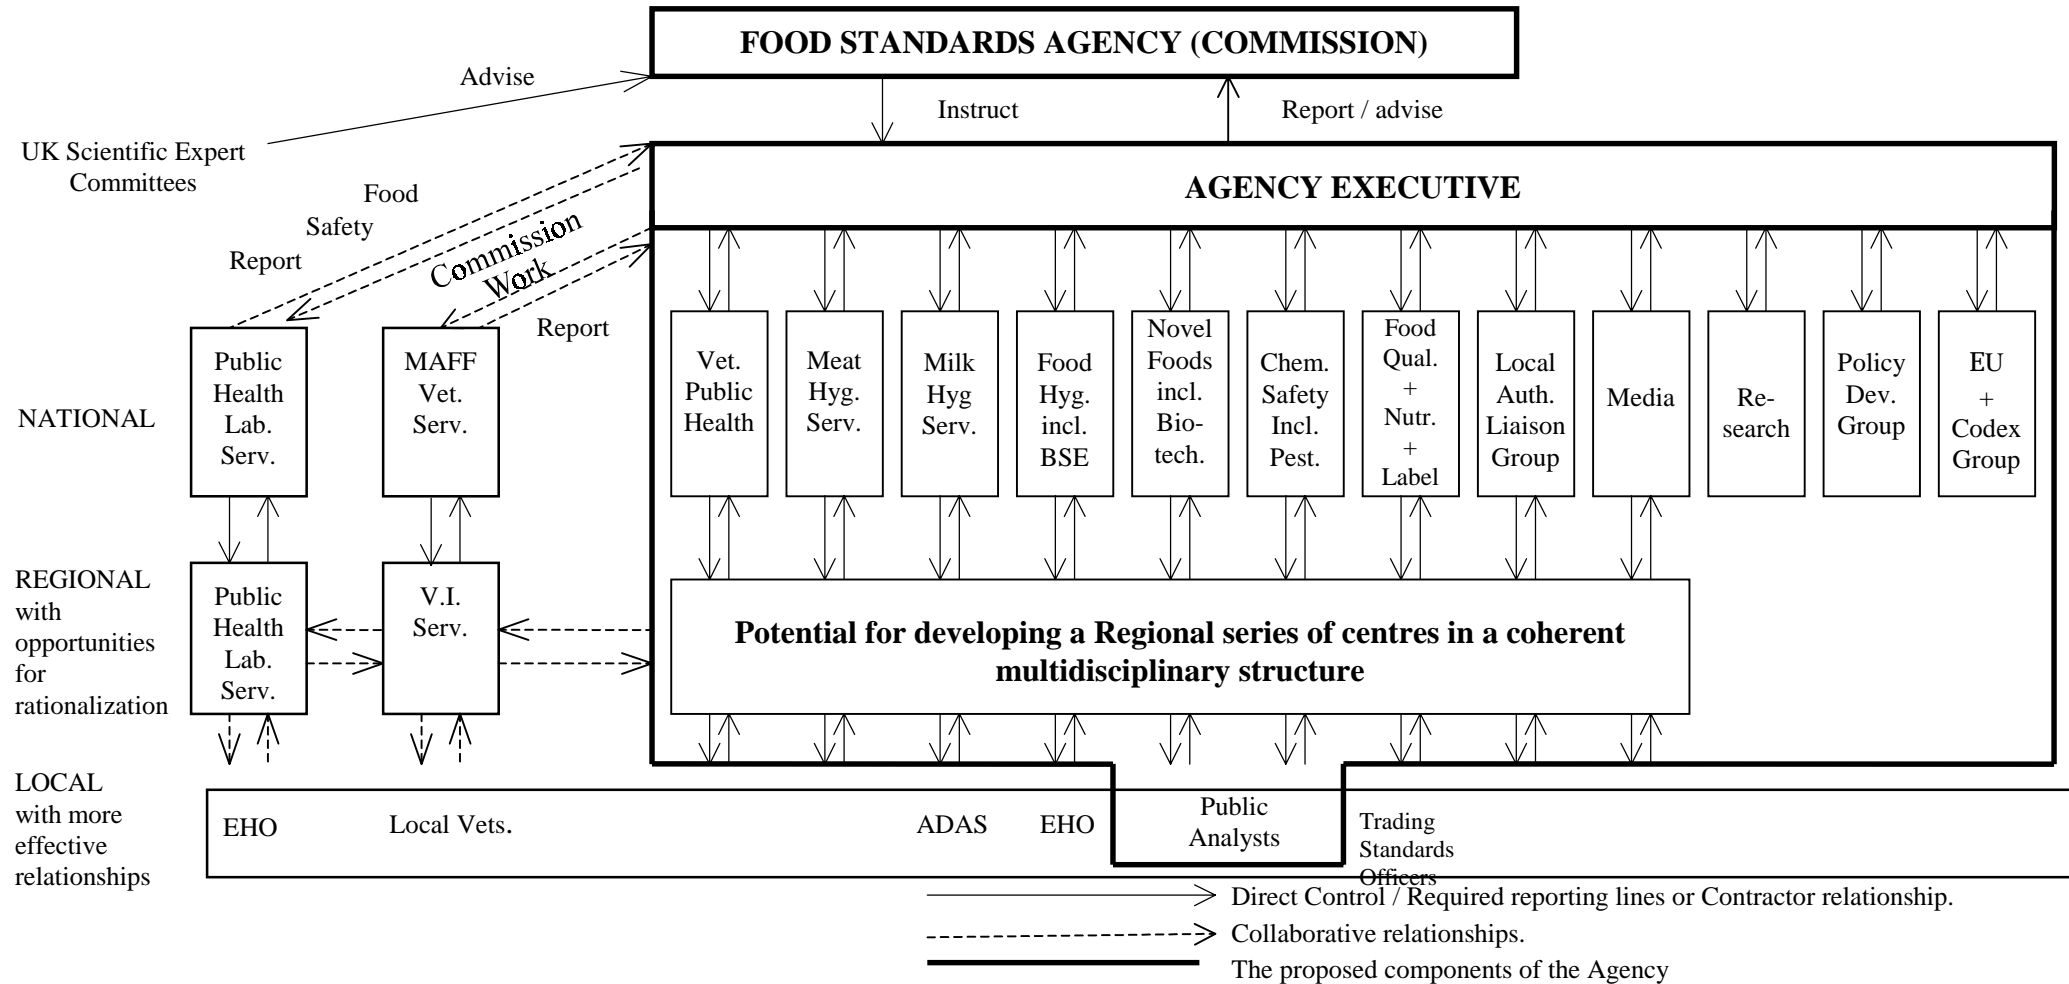 FOOD STANDARDS AGENCY (COMMISSION)
Advise
Instruct
Report / advise
UK Scientific Expert
Committees
AGENCY EXECUTIVE
Food
Safety
Report
Commission
Work
Report
NATIONAL
Public
Health
Lab.
Serv.
MAFF
Vet.
Serv.
Vet.
Public
Health
Meat
Hyg.
Serv.
Milk
Hyg
Serv.
Food
Hyg.
incl.
BSE
Novel
Foods
incl.
Bio-
tech.
Chem.
Safety
Incl.
Pest.
Food
Qual.
+
Nutr.
+
Label
Local
Auth.
Liaison
Group
Media
Re-
search
Policy
Dev.
Group
EU
+
Codex
Group
REGIONAL
with
opportunities
for
rationalization
Public
Health
Lab.
Serv.
V.I.
Serv.
Potential for developing a Regional series of centres in a coherent
multidisciplinary structure
LOCAL
with more
effective
relationships
EHO
Local Vets.
ADAS
EHO
Public
Analysts
Trading
Standards
Officers
Direct Control / Required reporting lines or Contractor relationship.
Collaborative relationships.
The proposed components of the Agency